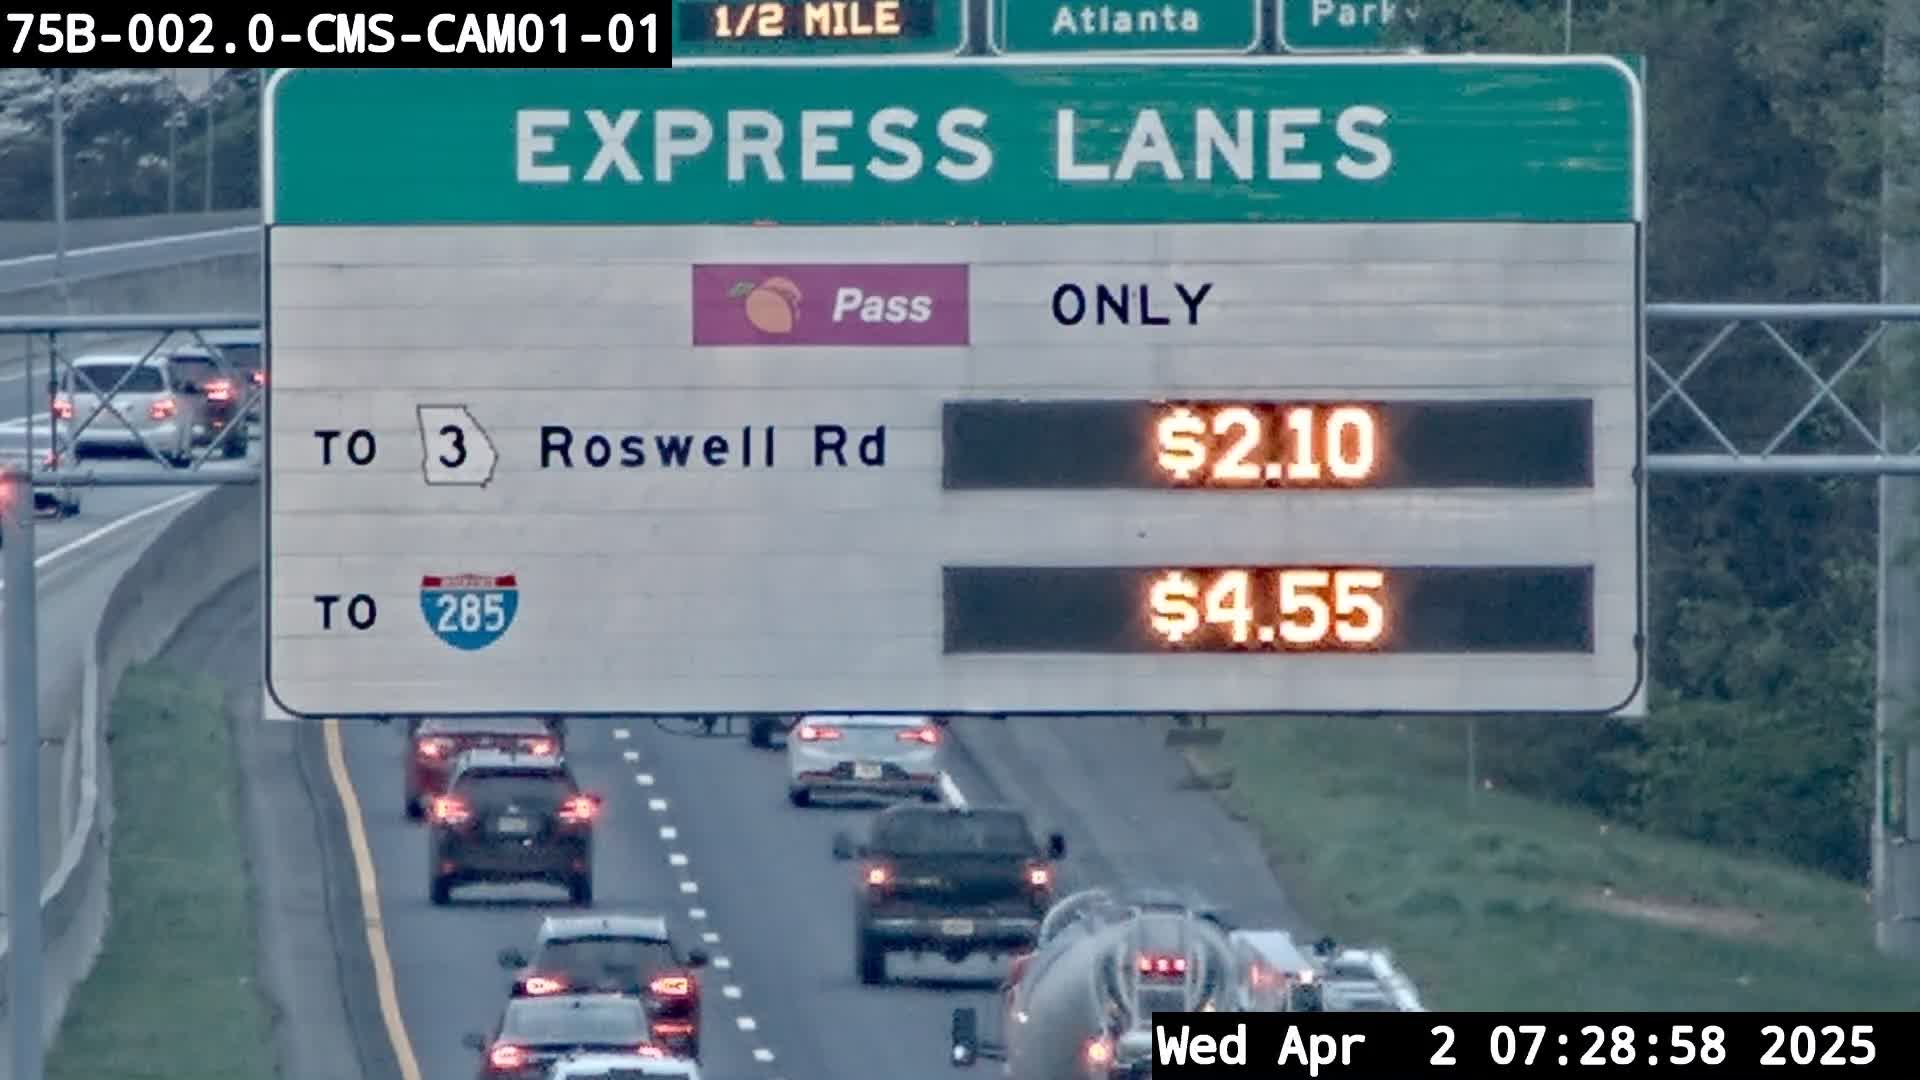 75B-002.0-CMS-CAM01-01
1/2 MILE
Atlanta
EXPRESS LANES
Pass ONLY
TO 3 Roswell Rd $2.10
TO 285 $4.55
Wed Apr 2 07:28:58 2025